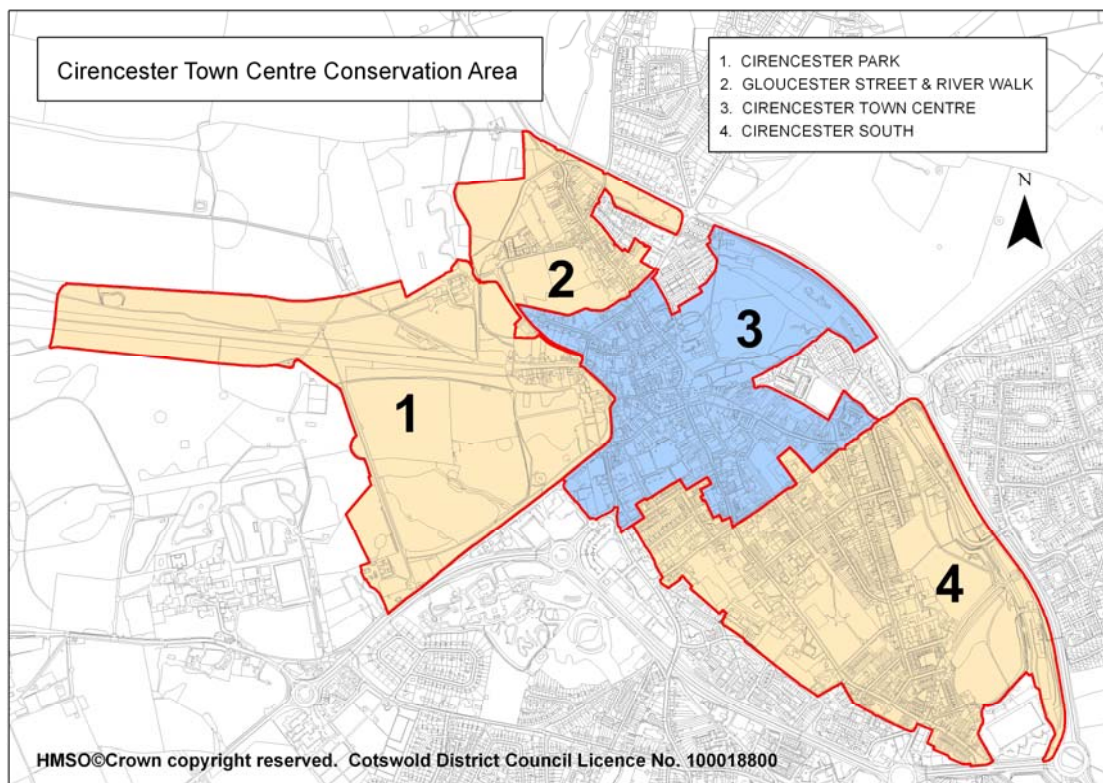 Cirencester Town Centre Conservation Area
1. CIRENCESTER PARK
2. GLOUCESTER STREET & RIVER WALK
3. CIRENCESTER TOWN CENTRE
4. CIRENCESTER SOUTH
N
2
3
1
4
HMSO©Crown copyright reserved. Cotswold District Council Licence No. 100018800